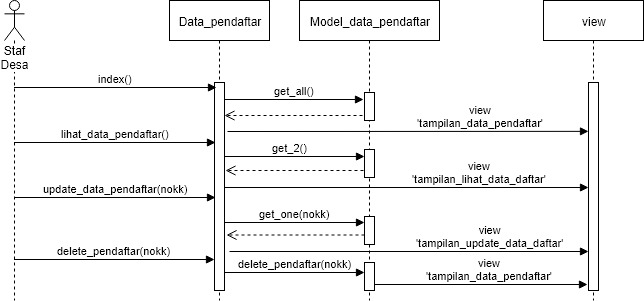 Data_pendaftar
Model_data_pendaftar
view
Staf
Desa
index()
get_all()
view
'tampilan_data_pendaftar'
lihat_data_pendaftar()
get_2()
view
'tampilan_lihat_data_daftar'
update_data_pendaftar(nokk)
get_one(nokk)
view
'tampilan_update_data_daftar'
delete_pendaftar(nokk)
delete_pendaftar(nokk)
view
'tampilan_data_pendaftar'